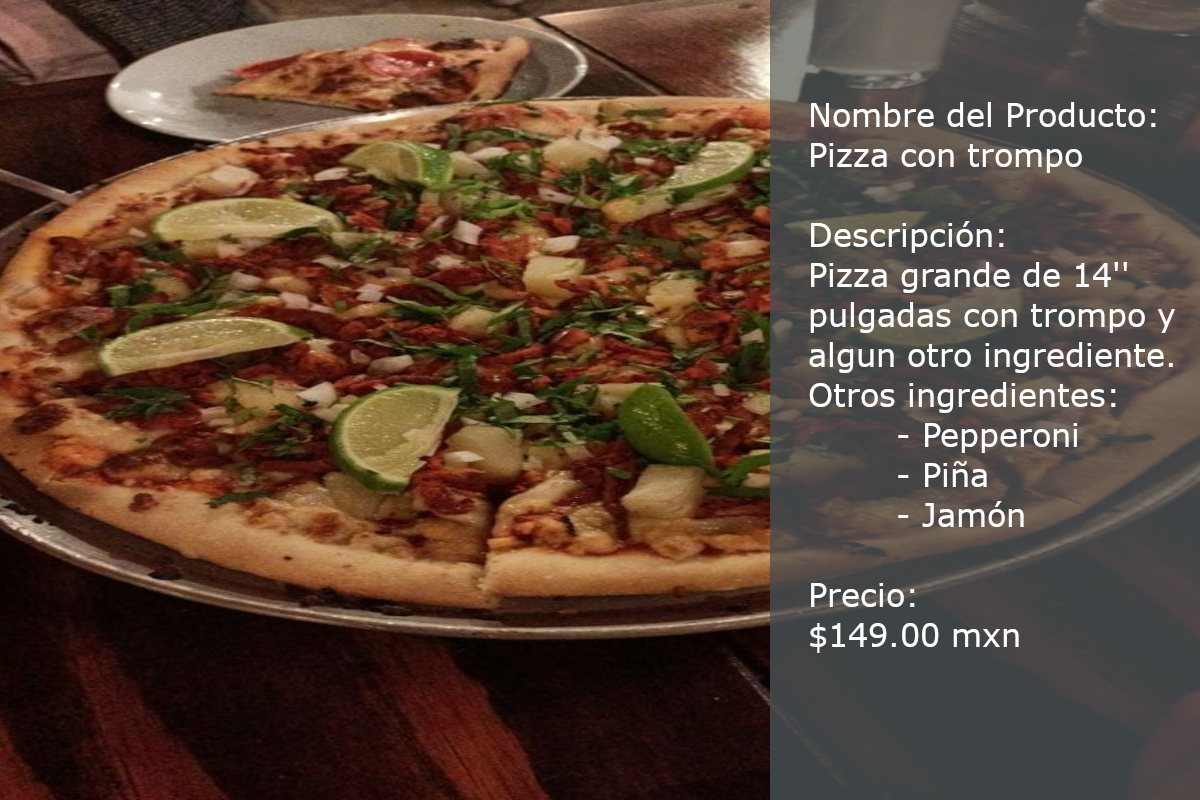 Nombre del Producto:
Pizza con trompo
Descripción:
Pizza grande de 14''
pulgadas con trompo y
algun otro ingrediente.
Otros ingredientes:
- Pepperoni
- Piña
- Jamón
Precio:
$149.00 mxn